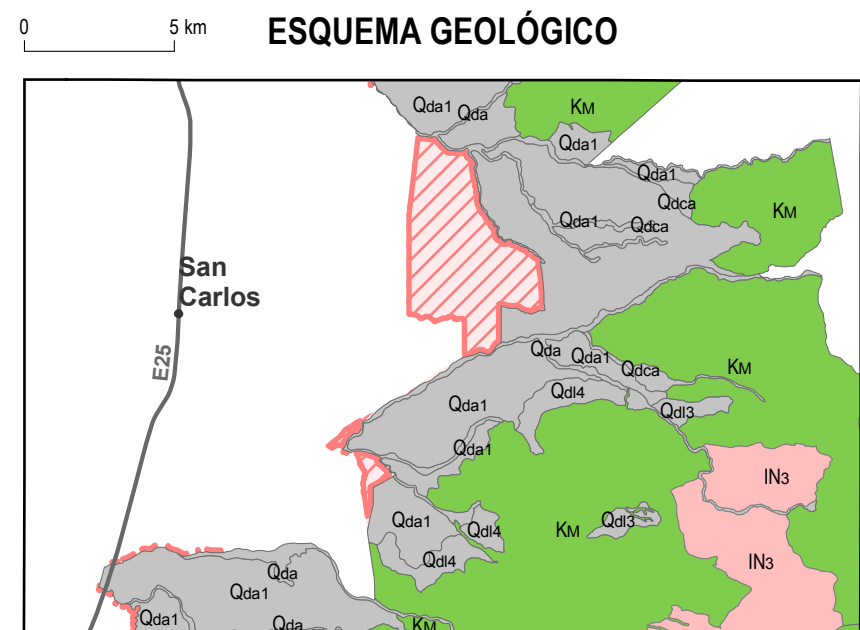 0 5 km
ESQUEMA GEOLÓGICO
Qda1 Qda KM
Qda1
Qda1
Qdca
KM
Qda1 Qdca
San
Carlos
E25
Qda Qda1
Qdca KM
Qdl4
Qda1 Qdl3
Qda1
IN3
Qda1 Qdl4 KM Qdl3
Qdl4
IN3
Qda
Qda1
Qda1 Qda KM